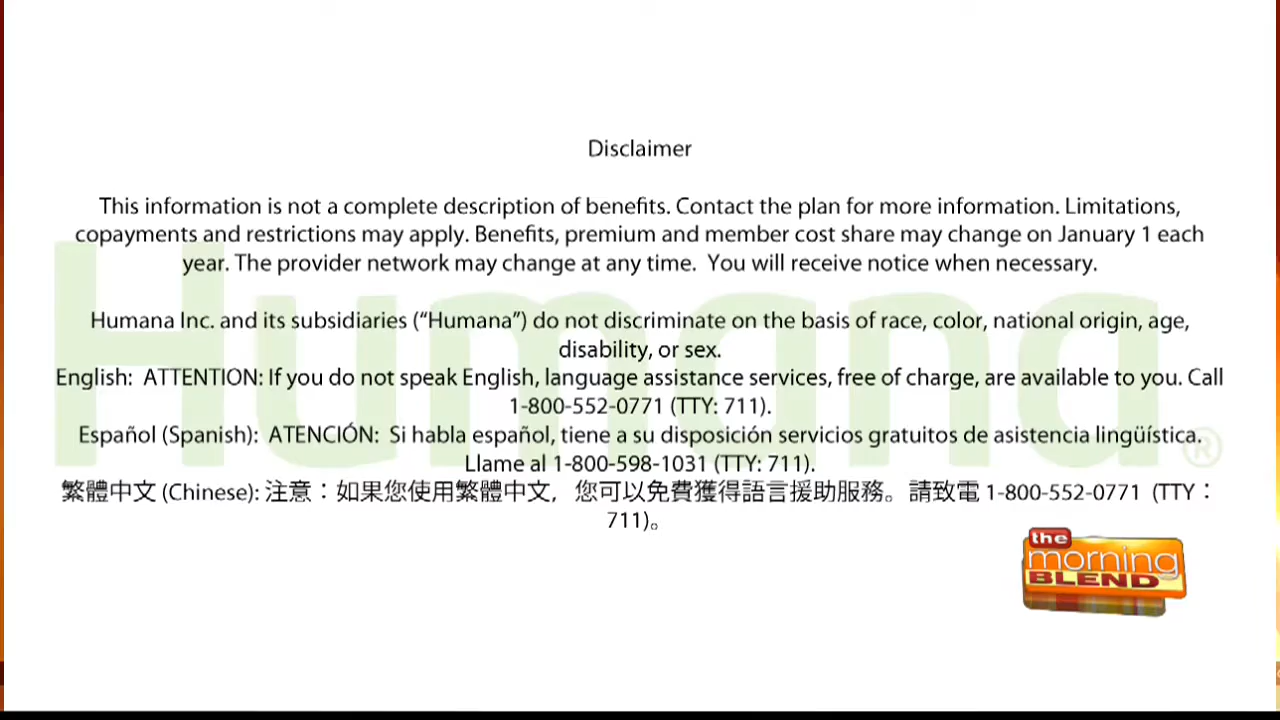 Disclaimer
This information is not a complete description of benefits. Contact the plan for more information. Limitations,
copayments and restrictions may apply. Benefits, premium and member cost share may change on January 1 each
year. The provider network may change at any time.  You will receive notice when necessary.
Humana
Humana Inc. and its subsidiaries (“Humana”) do not discriminate on the basis of race, color, national origin, age,
disability, or sex.
English:  ATTENTION: If you do not speak English, language assistance services, free of charge, are available to you. Call
1-800-552-0771 (TTY: 711).
Español (Spanish):  ATENCIÓN:  Si habla español, tiene a su disposición servicios gratuitos de asistencia lingüística.
®
Llame al 1-800-598-1031 (TTY: 711).
繁體中文 (Chinese): 注意：如果您使用繁體中文，您可以免費獲得語言援助服務。請致電 1-800-552-0771  (TTY：
711)。
the
morning
BLEND